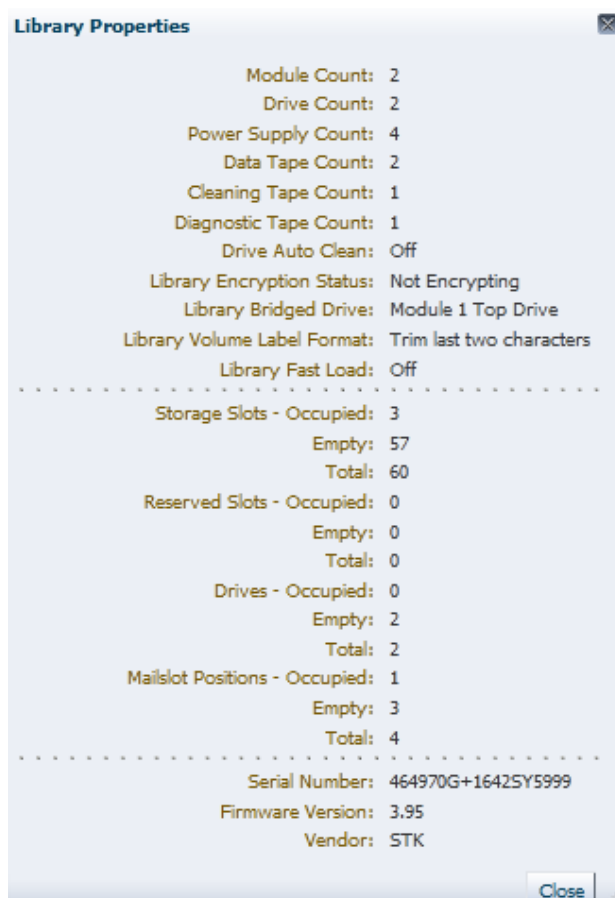 Library Properties
Module Count: 2
Drive Count: 2
Power Supply Count: 4
Data Tape Count: 2
Cleaning Tape Count: 1
Diagnostic Tape Count: 1
Drive Auto Clean: Off
Library Encryption Status: Not Encrypting
Library Bridged Drive: Module 1 Top Drive
Library Volume Label Format: Trim last two characters
Library Fast Load: Off
Storage Slots - Occupied: 3
Empty: 57
Total: 60
Reserved Slots - Occupied: 0
Empty: 0
Total: 0
Drives - Occupied: 0
Empty: 2
Total: 2
Mailslot Positions - Occupied: 1
Empty: 3
Total: 4
Serial Number: 464970G+1642SY5999
Firmware Version: 3.95
Vendor: STK
Close